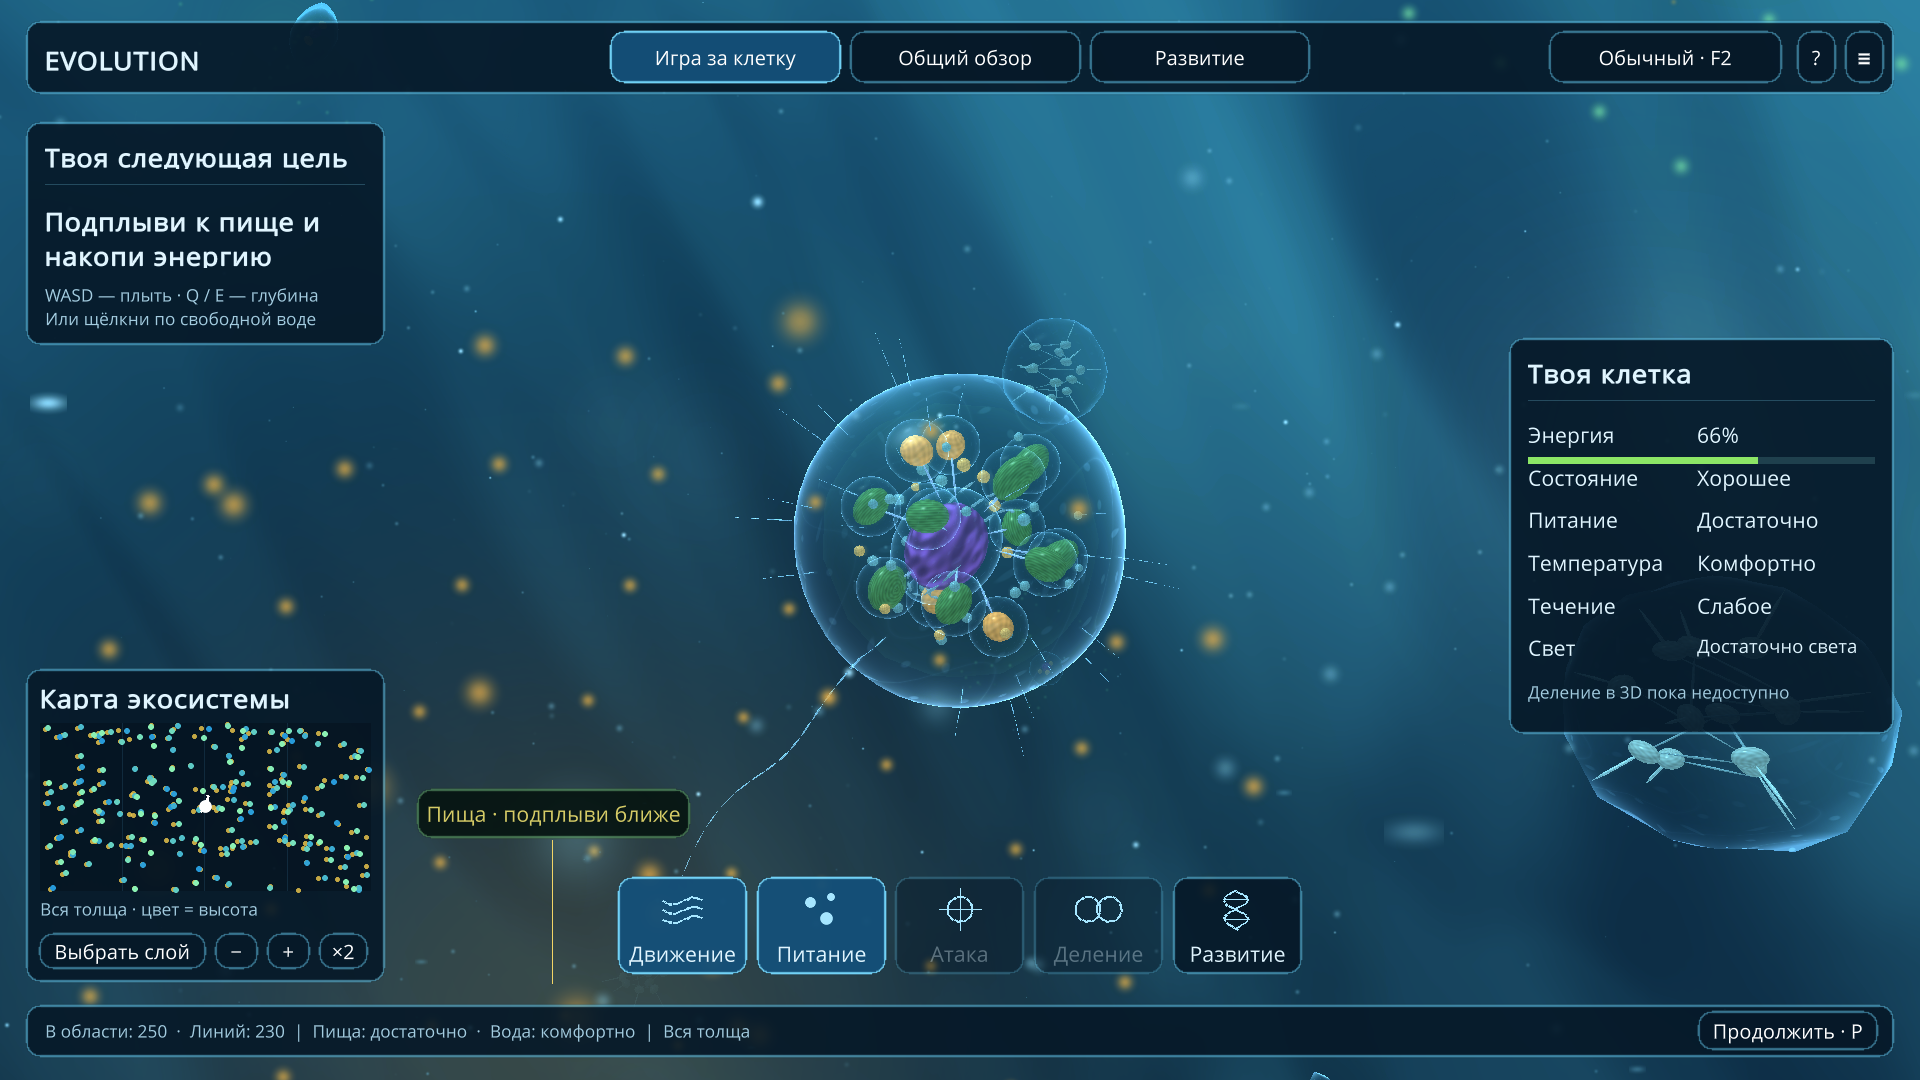 EVOLUTION
Игра за клетку
Общий обзор
Развитие
Обычный · F2
?
≡
Твоя следующая цель
Подплыви к пище и
накопи энергию
WASD — плыть · Q / E — глубина
Или щёлкни по свободной воде
Твоя клетка
Энергия 66%
Состояние Хорошее
Питание Достаточно
Температура Комфортно
Течение Слабое
Свет Достаточно света
Деление в 3D пока недоступно
Карта экосистемы
Вся толща · цвет = высота
Выбрать слой − + ×2
Пища · подплыви ближе
Движение
Питание
Атака
Деление
Развитие
В области: 250 · Линий: 230 | Пища: достаточно · Вода: комфортно | Вся толща
Продолжить · P